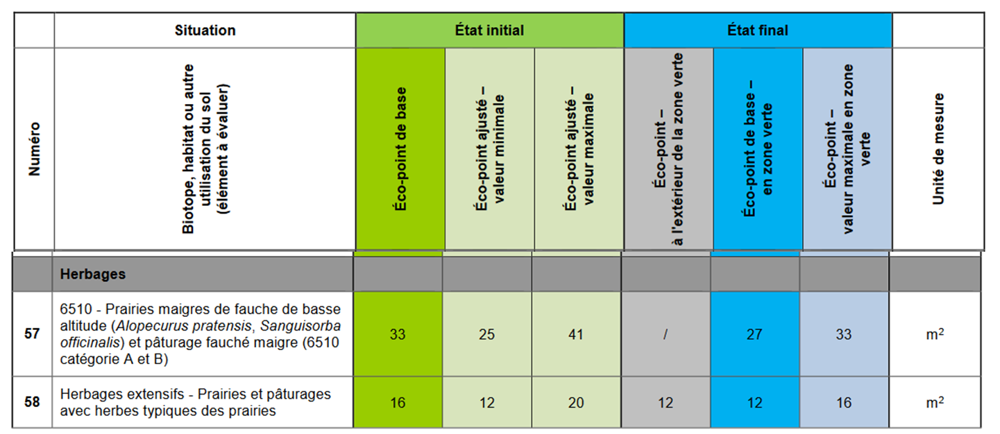 Situation
État initial
État final
Numéro
Biotope, habitat ou autre
utilisation du sol
(élément à évaluer)
Éco-point de base
Éco-point ajusté –
valeur minimale
Éco-point ajusté –
valeur maximale
Éco-point –
à l'extérieur de la zone verte
Éco-point de base –
en zone verte
Éco-point –
valeur maximale en zone
verte
Unité de mesure
Herbages
57
6510 - Prairies maigres de fauche de basse
altitude (Alopecurus pratensis, Sanguisorba
officinalis) et pâturage fauché maigre (6510
catégorie A et B)
33
25
41
/
27
33
m²
58
Herbages extensifs - Prairies et pâturages
avec herbes typiques des prairies
16
12
20
12
12
16
m²